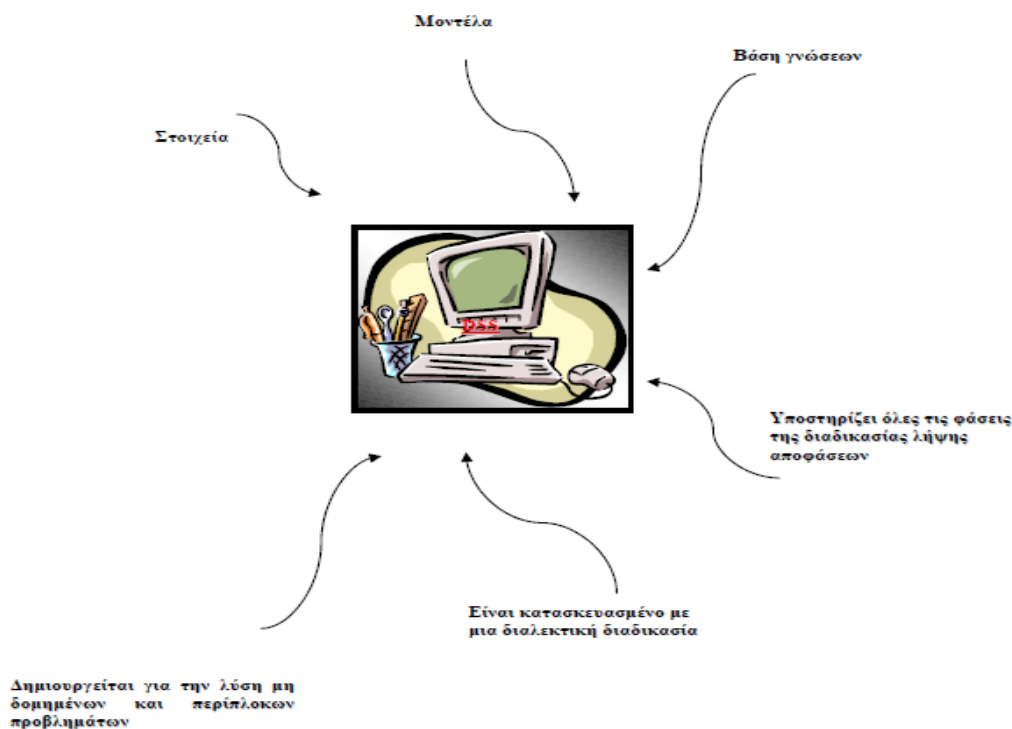 Μοντέλα
Βάση γνώσεων
Στοιχεία
DSS
Υποστηρίζει όλες τις φάσεις
της διαδικασίας λήψης
αποφάσεων
Είναι κατασκευασμένο με
μια διαλεκτική διαδικασία
Δημιουργείται για την λύση μη
δομημένων και περίπλοκων
προβλημάτων